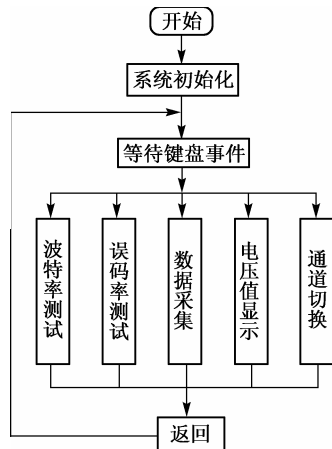 开始
系统初始化
等待键盘事件
波特率测试
误码率测试
数据采集
电压值显示
通道切换
返回